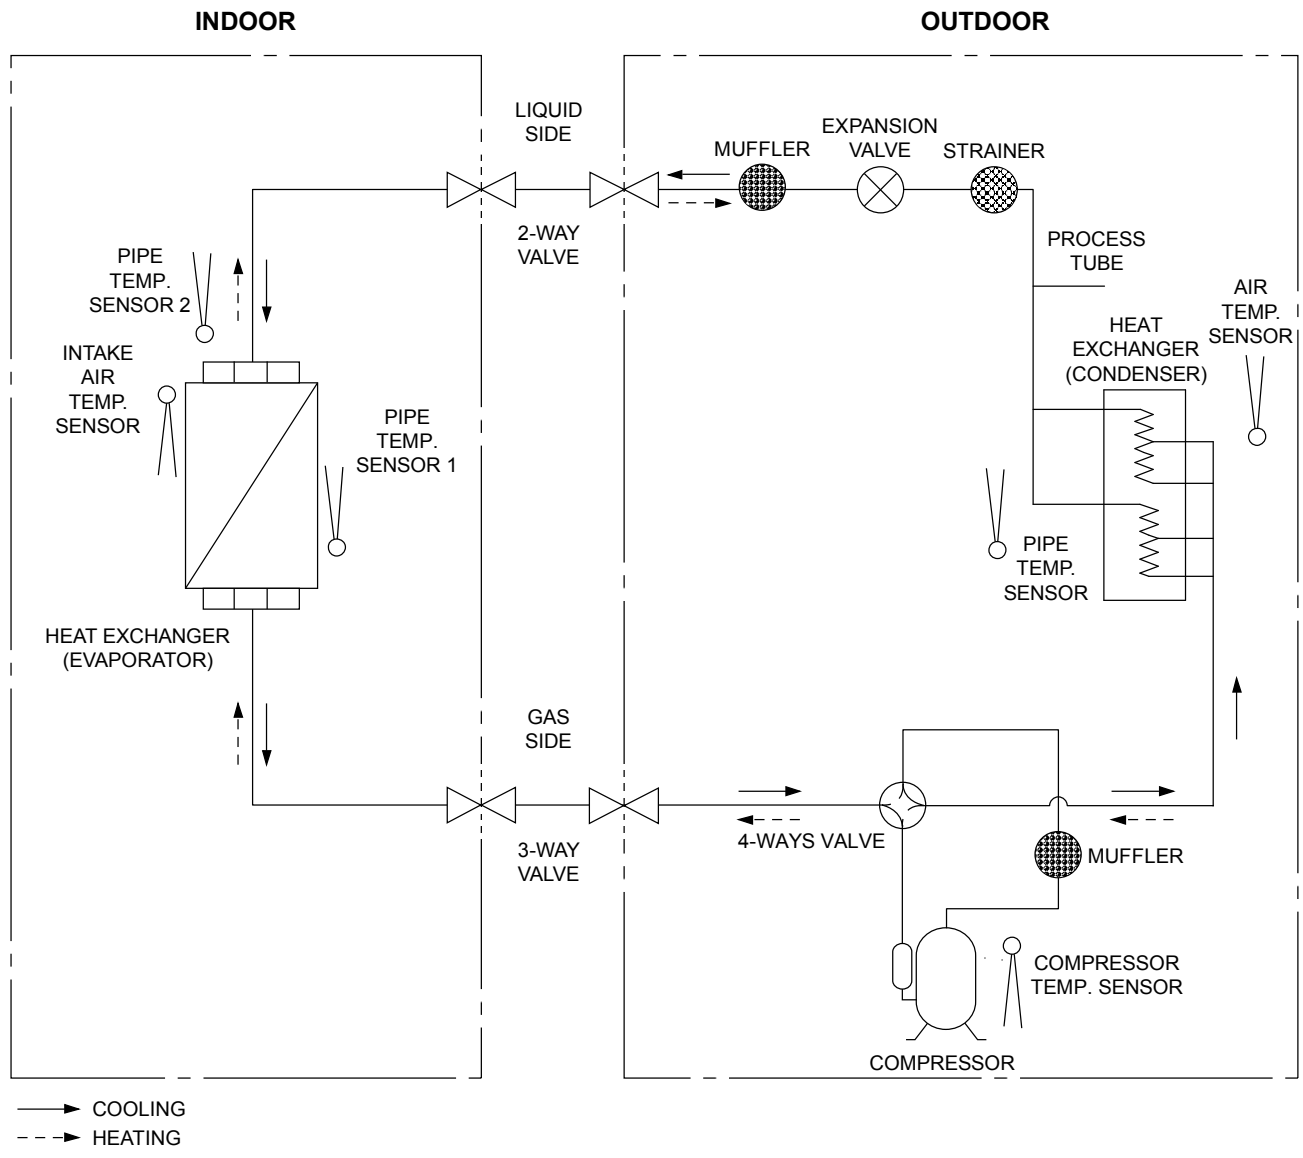 INDOOR
OUTDOOR
LIQUID
SIDE
MUFFLER
EXPANSION
VALVE
STRAINER
2-WAY
VALVE
PROCESS
TUBE
PIPE
TEMP.
SENSOR 2
AIR
TEMP.
SENSOR
HEAT
EXCHANGER
(CONDENSER)
INTAKE
AIR
TEMP.
SENSOR
PIPE
TEMP.
SENSOR 1
PIPE
TEMP.
SENSOR
HEAT EXCHANGER
(EVAPORATOR)
GAS
SIDE
3-WAY
VALVE
4-WAYS VALVE
MUFFLER
COMPRESSOR
TEMP. SENSOR
COMPRESSOR
COOLING
HEATING